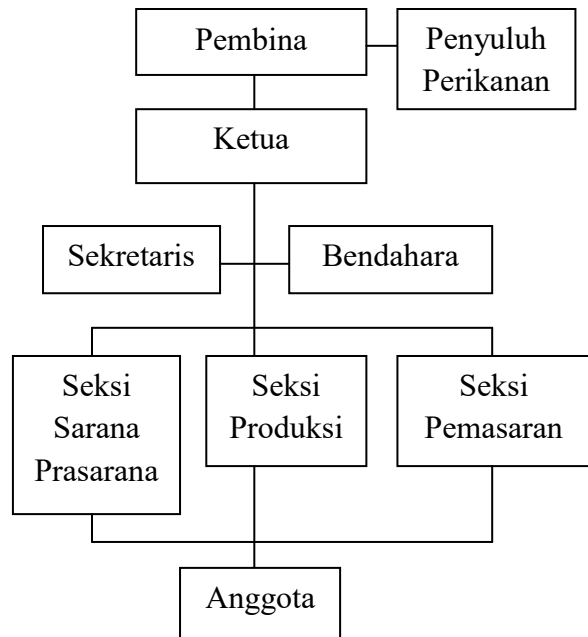 Pembina
Penyuluh
Perikanan
Ketua
Sekretaris
Bendahara
Seksi
Sarana
Prasarana
Seksi
Produksi
Seksi
Pemasaran
Anggota